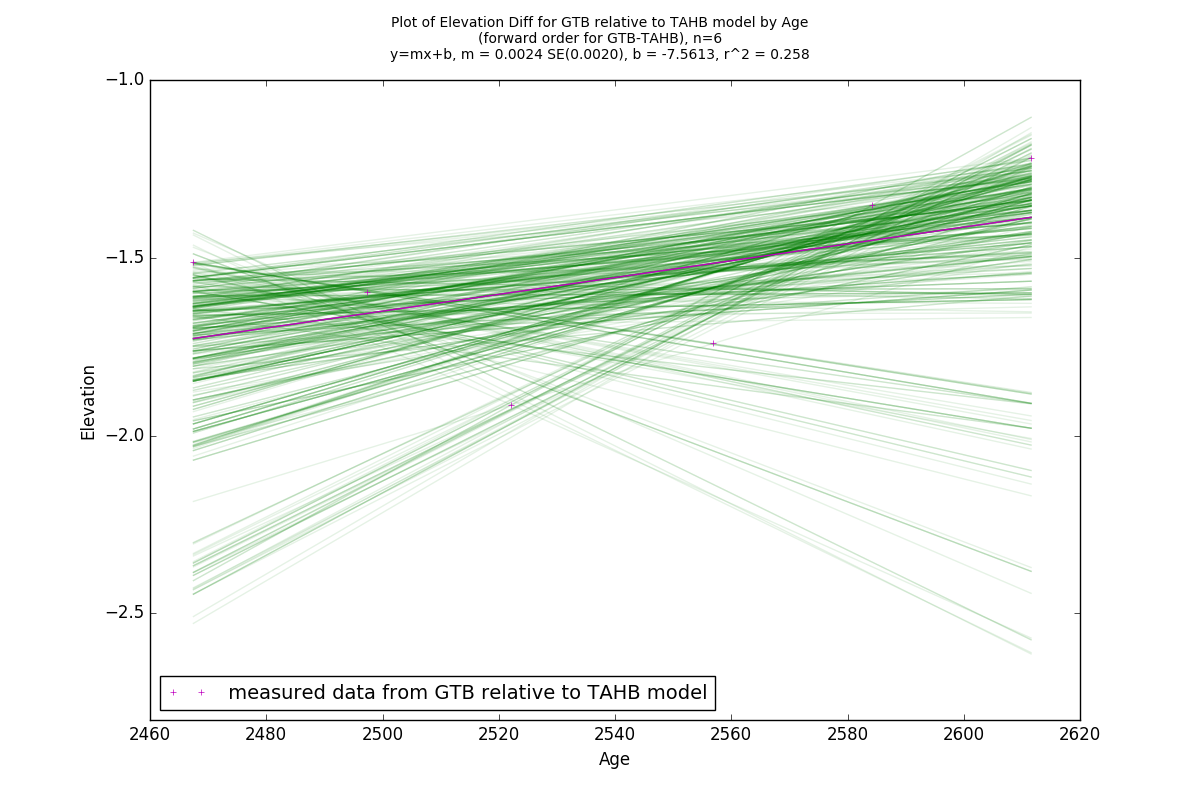 Plot of Elevation Diff for GTB relative to TAHB model by Age
(forward order for GTB-TAHB), n=6
y=mx+b, m = 0.0024 SE(0.0020), b = -7.5613, r^2 = 0.258
−1.0
−1.5
−2.0
−2.5
Elevation
measured data from GTB relative to TAHB model
2460 2480 2500 2520 2540 2560 2580 2600 2620
Age